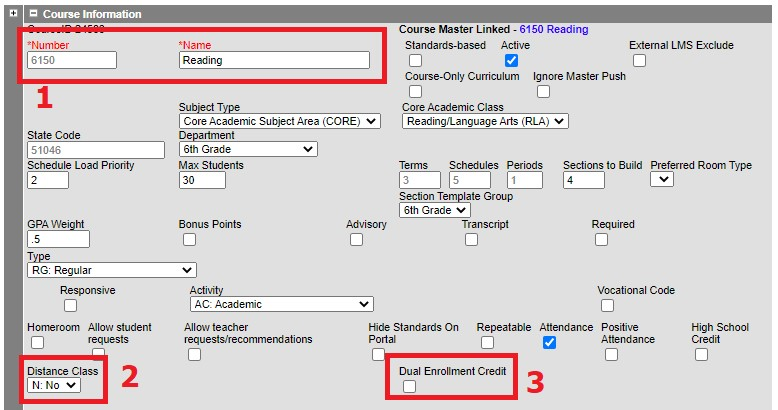 Course Information
CourseID 24508
Course Master Linked - 6150 Reading
*Number *Name Standards-based Active External LMS Exclude
6150 Reading
Course-Only Curriculum Ignore Master Push
1
Subject Type Core Academic Class
Core Academic Subject Area (CORE) Reading/Language Arts (RLA)
State Code Department
51046 6th Grade
Schedule Load Priority Max Students Terms Schedules Periods Sections to Build Preferred Room Type
2 30 3 5 1 4
Section Template Group
6th Grade
GPA Weight Bonus Points Advisory Transcript Required
.5
Type
RG: Regular
Responsive Activity Vocational Code
AC: Academic
Homeroom Allow student requests Allow teacher requests/recommendations Hide Standards On Portal Repeatable Attendance Positive Attendance High School Credit
Distance Class 2 Dual Enrollment Credit 3
N: No